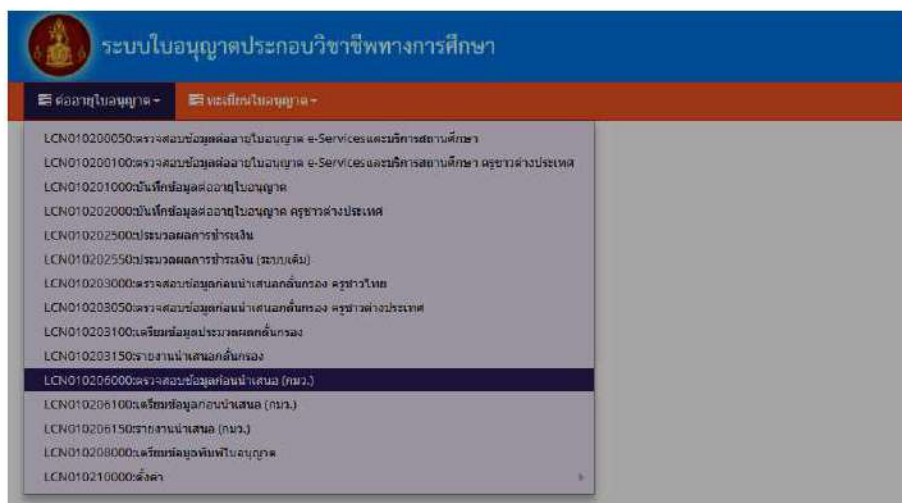 ระบบใบอนุญาตประกอบวิชาชีพทางการศึกษา
ต่ออายุใบอนุญาต ทะเบียนใบอนุญาต
LCN010200050:ตรวจสอบข้อมูลต่ออายุใบอนุญาต e-Services และบริการสถานศึกษา
LCN010200100:ตรวจสอบข้อมูลต่ออายุใบอนุญาต e-Services และบริการสถานศึกษา ครูชาวต่างประเทศ
LCN010201000:บันทึกข้อมูลต่ออายุใบอนุญาต
LCN010202000:บันทึกข้อมูลต่ออายุใบอนุญาต ครูชาวต่างประเทศ
LCN010202500:ประมวลผลการชำระเงิน
LCN010202550:ประมวลผลการชำระเงิน (ระบบเดิม)
LCN010203000:ตรวจสอบข้อมูลก่อนนำเสนอกลั่นกรอง ครูชาวไทย
LCN010203050:ตรวจสอบข้อมูลก่อนนำเสนอกลั่นกรอง ครูชาวต่างประเทศ
LCN010203100:เตรียมข้อมูลประมวลผลกลั่นกรอง
LCN010203150:รายงานนำเสนอกลั่นกรอง
LCN010206000:ตรวจสอบข้อมูลก่อนนำเสนอ (กมว.)
LCN010206100:เตรียมข้อมูลก่อนนำเสนอ (กมว.)
LCN010206150:รายงานนำเสนอ (กมว.)
LCN010208000:เตรียมข้อมูลพิมพ์ใบอนุญาต
LCN010210000:ตั้งค่า